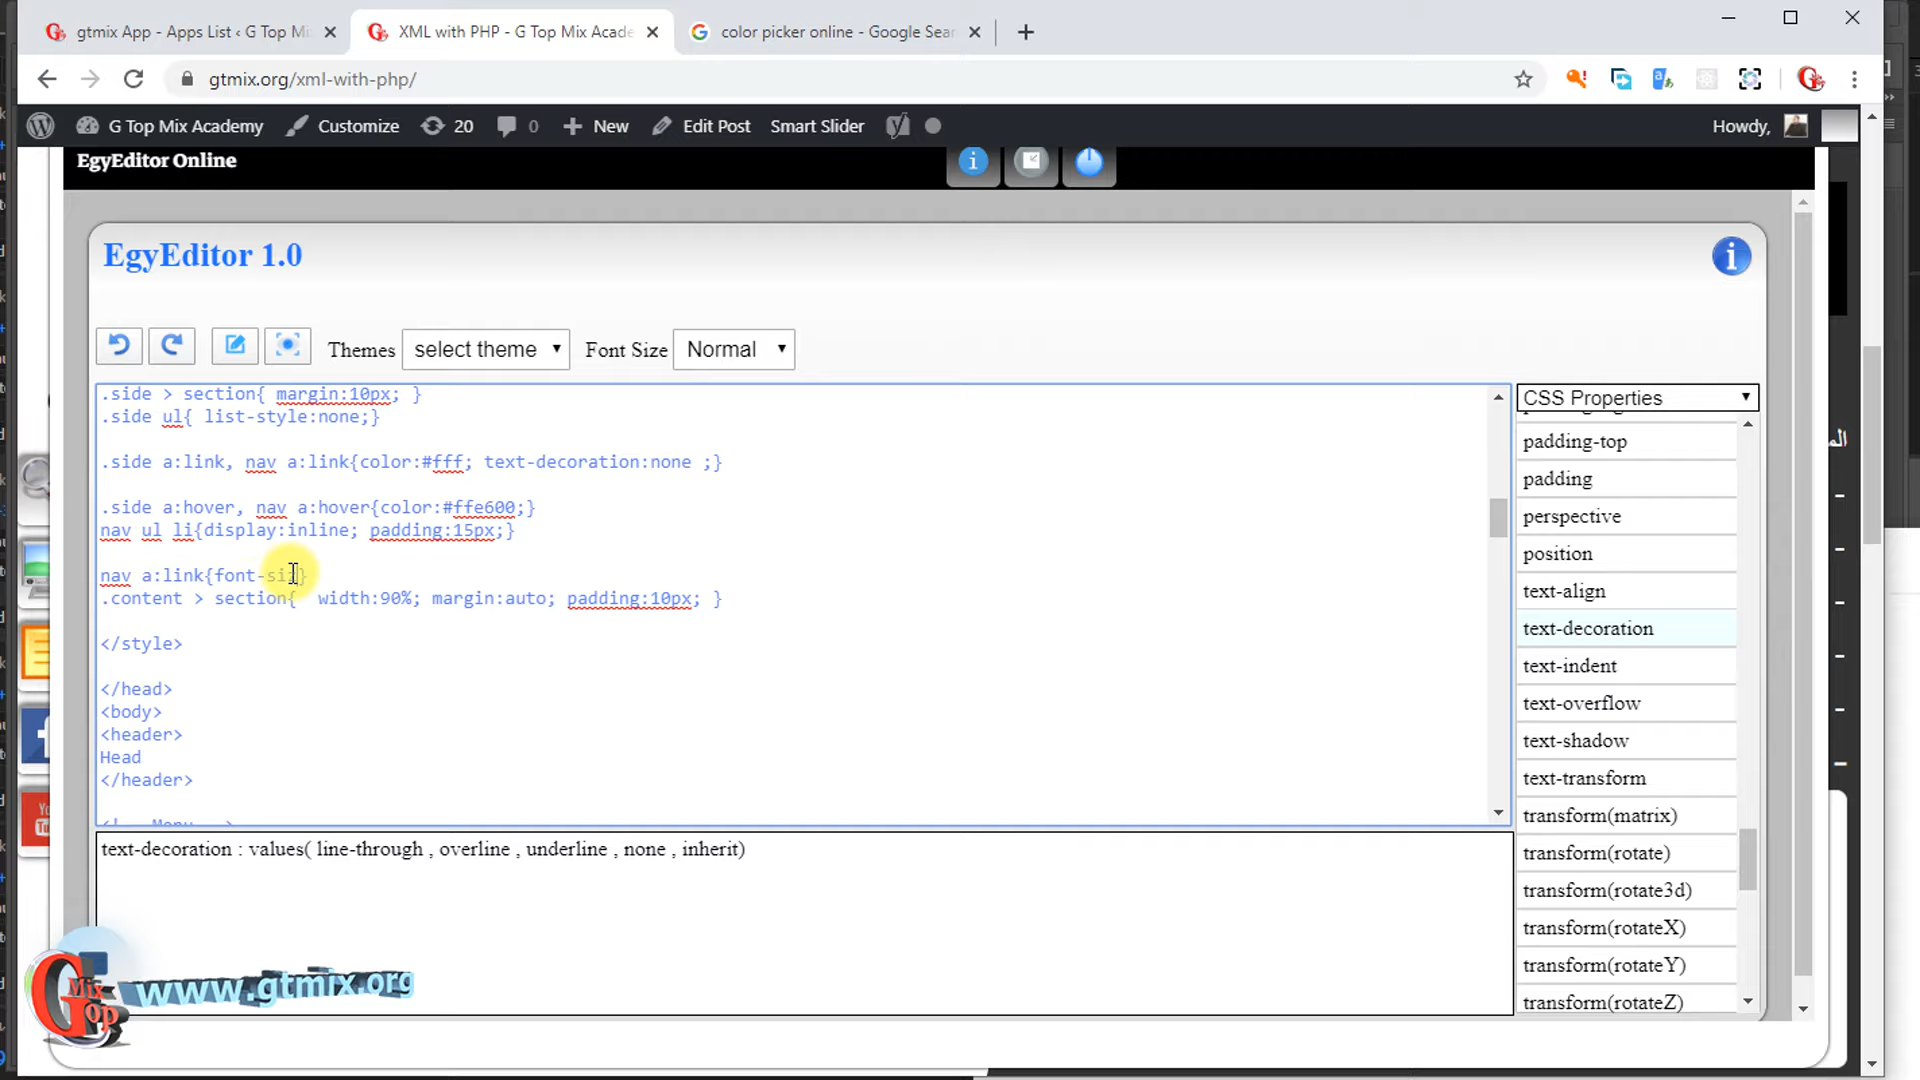 gtmix App - Apps List ‹ G Top Mi
XML with PHP - G Top Mix Acade
color picker online - Google Sear
gtmix.org/xml-with-php/
G Top Mix Academy
Customize
20
0
New
Edit Post
Smart Slider
Howdy,
EgyEditor Online
EgyEditor 1.0
Themes
select theme
Font Size
Normal
.side > section{ margin:10px; }
.side ul{ list-style:none;}
.side a:link, nav a:link{color:#fff; text-decoration:none ;}
.side a:hover, nav a:hover{color:#ffe600;}
nav ul li{display:inline; padding:15px;}
nav a:link{font-siz}
.content > section{  width:90%; margin:auto; padding:10px; }
</style>
</head>
<body>
<header>
Head
</header>
CSS Properties
padding-top
padding
perspective
position
text-align
text-decoration
text-indent
text-overflow
text-shadow
text-transform
transform(matrix)
transform(rotate)
transform(rotate3d)
transform(rotateX)
transform(rotateY)
transform(rotateZ)
text-decoration : values( line-through , overline , underline , none , inherit)
G Mix Top
www.gtmix.org